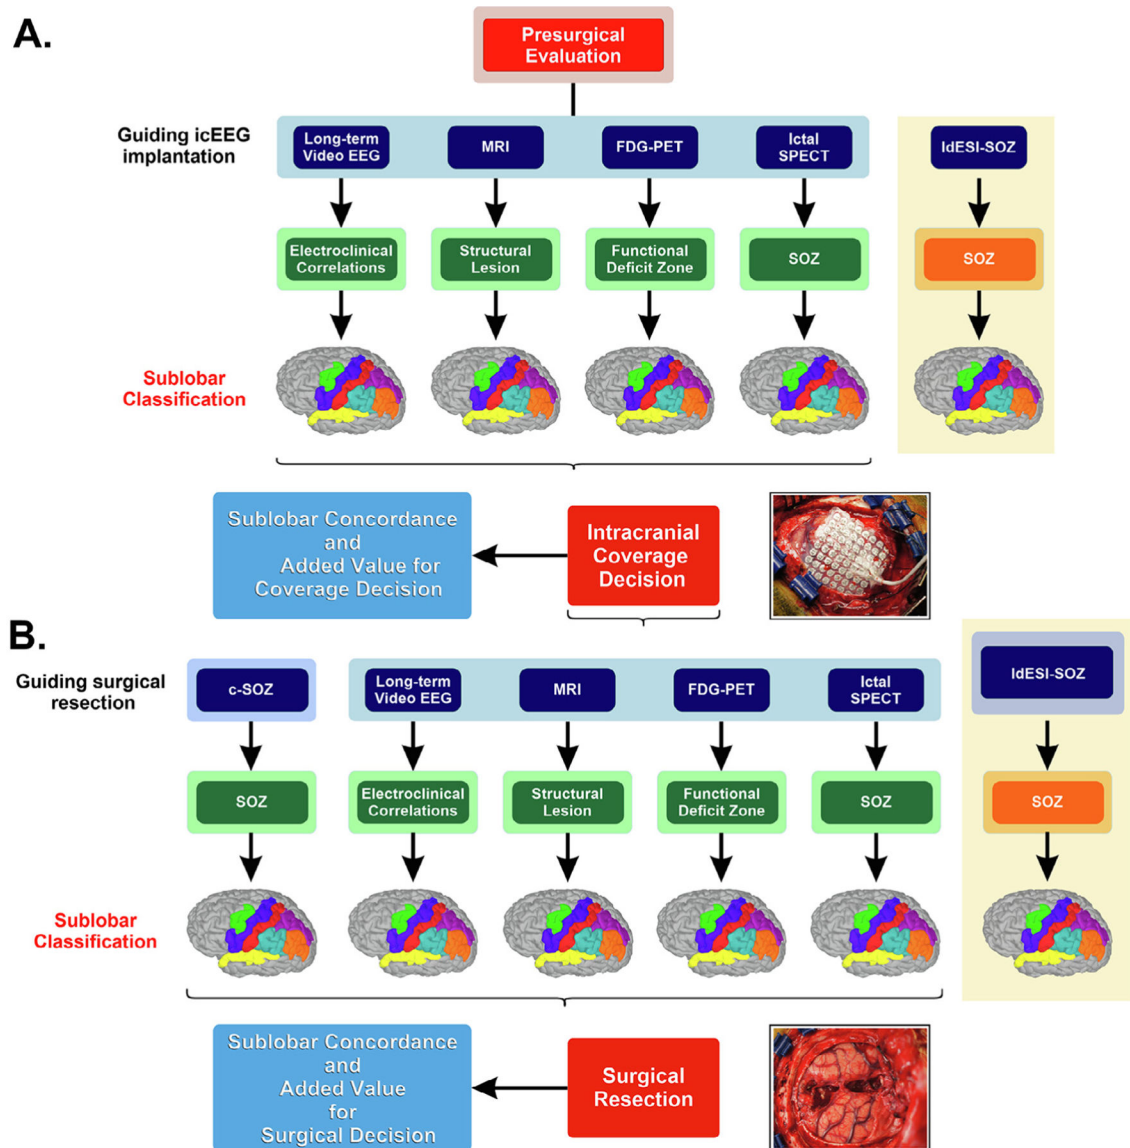 A.
Presurgical
Evaluation
Guiding icEEG
implantation
Long-term
Video EEG
MRI
FDG-PET
Ictal
SPECT
ldESI-SOZ
Electroclinical
Correlations
Structural
Lesion
Functional
Deficit Zone
SOZ
SOZ
Sublobar
Classification
Sublobar Concordance
and
Added Value for
Coverage Decision
Intracranial
Coverage
Decision
B.
Guiding surgical
resection
c-SOZ
Long-term
Video EEG
MRI
FDG-PET
Ictal
SPECT
ldESI-SOZ
SOZ
Electroclinical
Correlations
Structural
Lesion
Functional
Deficit Zone
SOZ
SOZ
Sublobar
Classification
Sublobar Concordance
and
Added Value
for
Surgical Decision
Surgical
Resection